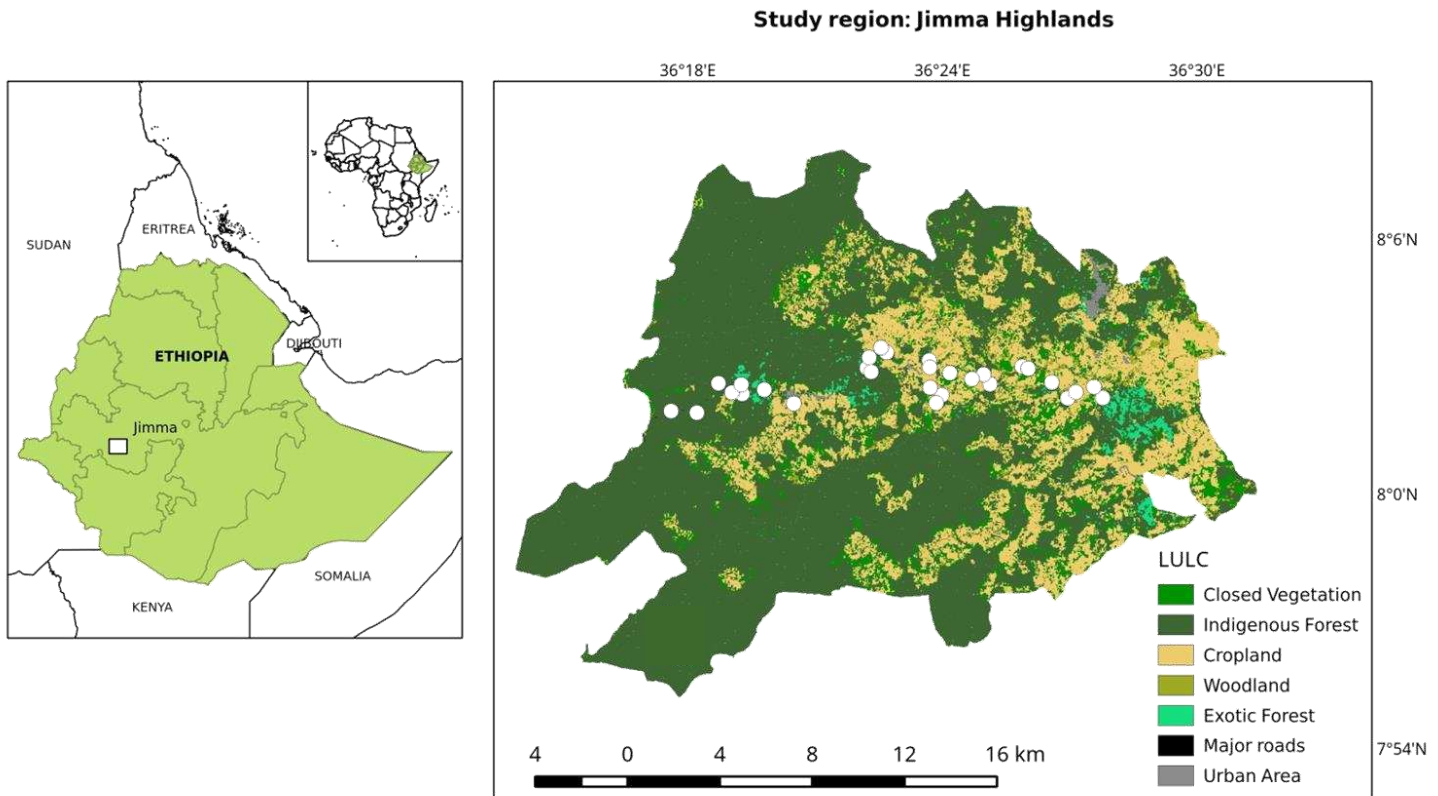 Study region: Jimma Highlands
36°18'E
36°24'E
36°30'E
SUDAN
ERITREA
DJIBOUTI
ETHIOPIA
Jimma
SOMALIA
KENYA
8°6'N
8°0'N
7°54'N
LULC
Closed Vegetation
Indigenous Forest
Cropland
Woodland
Exotic Forest
Major roads
Urban Area
4 0 4 8 12 16 km